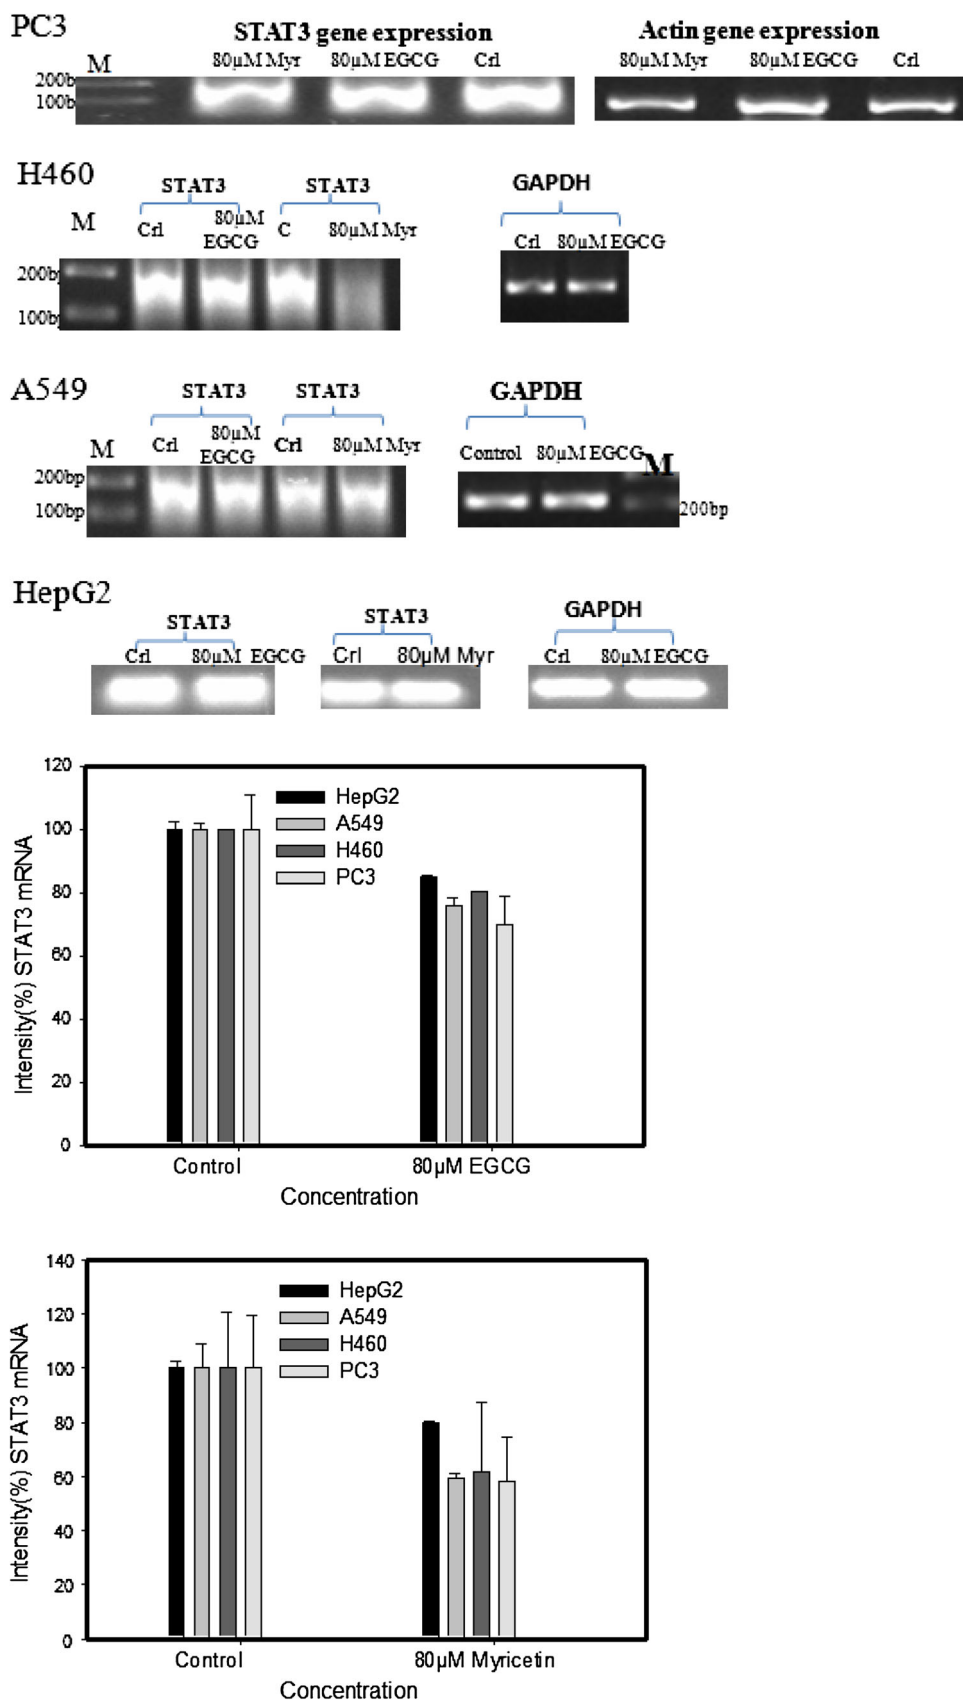 PC3
STAT3 gene expression Actin gene expression
M 80µM Myr 80µM EGCG Crl 80µM Myr 80µM EGCG Crl
200b
100b
H460
STAT3 STAT3 GAPDH
M Crl 80µM EGCG C 80µM Myr Crl 80µM EGCG
200bp
100bp
A549
STAT3 STAT3 GAPDH
M Crl 80µM EGCG Crl 80µM Myr Control 80µM EGCG M
200bp
100bp 200bp
HepG2
STAT3 STAT3 GAPDH
Crl 80µM EGCG Crl 80µM Myr Crl 80µM EGCG
120
100
80
60
40
20
0
Intensity(%) STAT3 mRNA
HepG2
A549
H460
PC3
Control 80µM EGCG
Concentration
140
120
100
80
60
40
20
0
Intensity(%) STAT3 mRNA
HepG2
A549
H460
PC3
Control 80µM Myricetin
Concentration